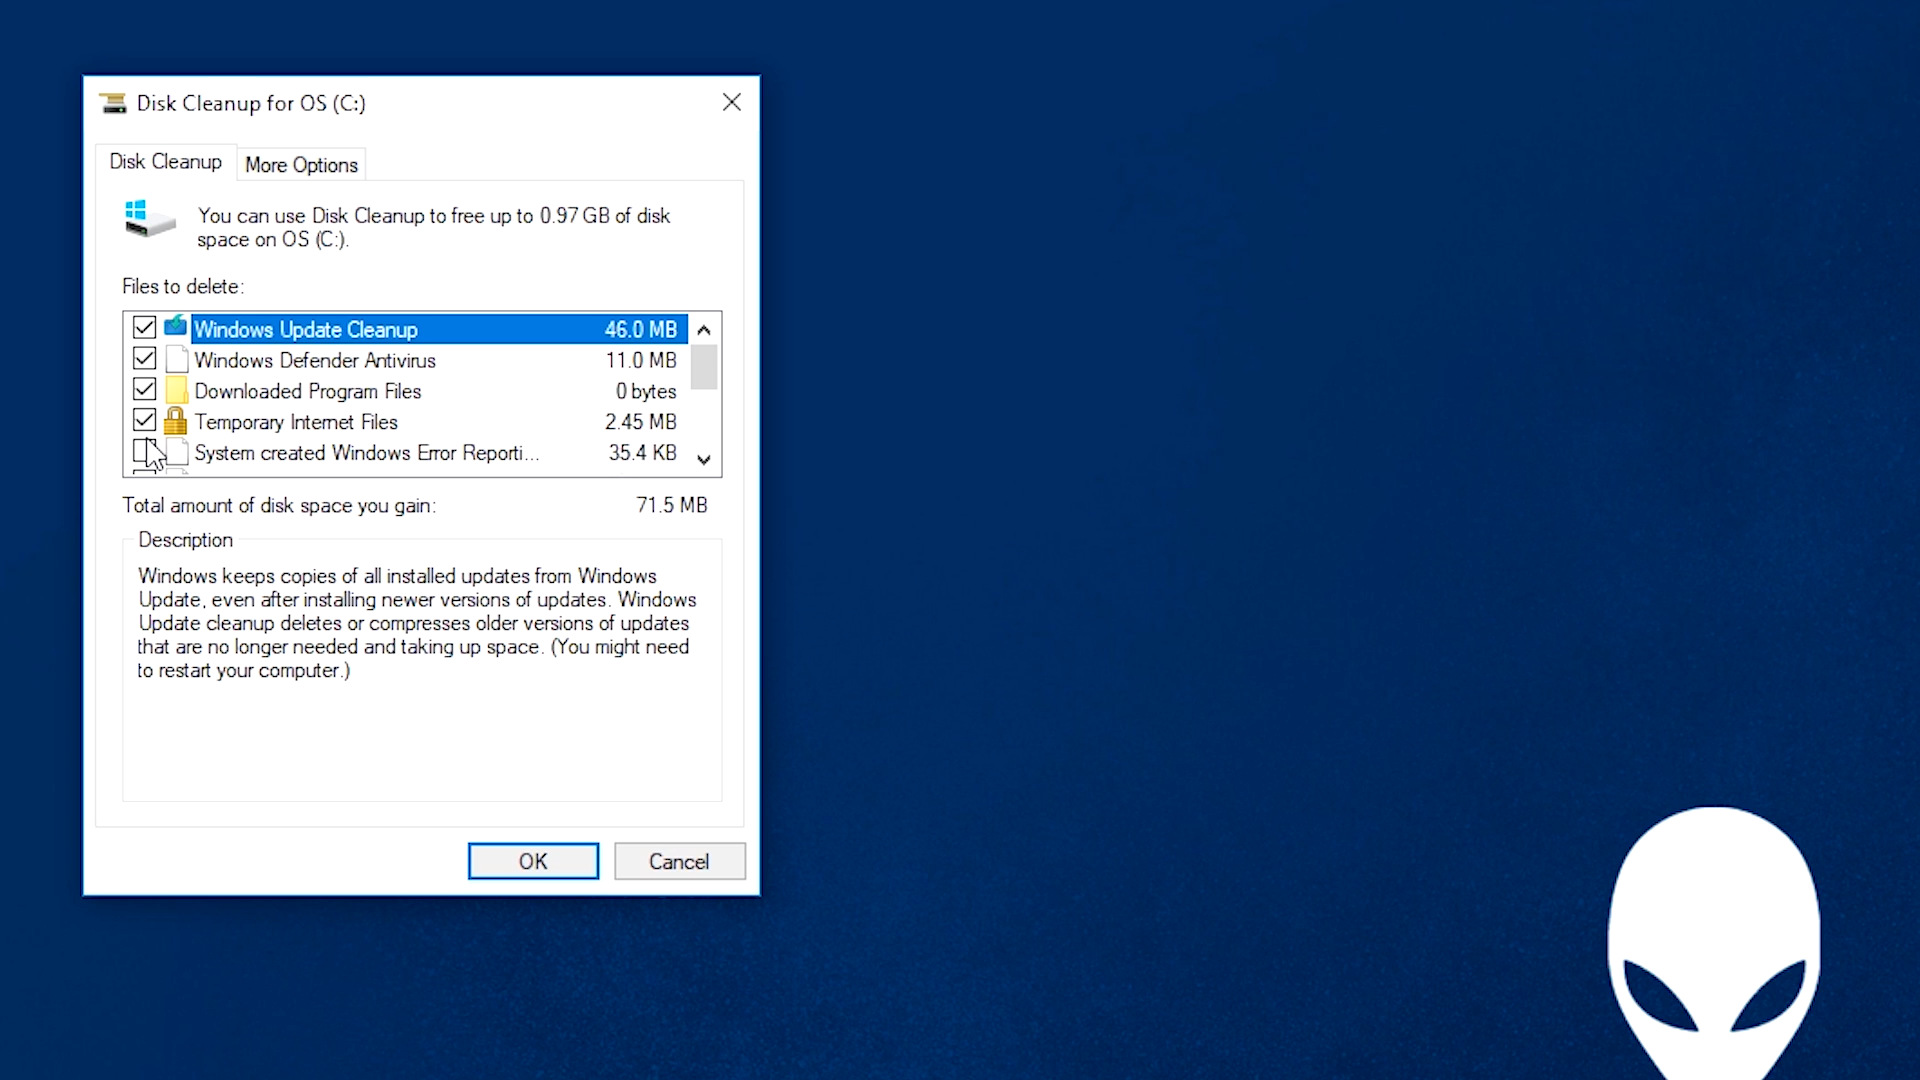 Disk Cleanup for OS (C:)
Disk Cleanup
More Options
You can use Disk Cleanup to free up to 0.97 GB of disk
space on OS (C:).
Files to delete:
Windows Update Cleanup 46.0 MB
Windows Defender Antivirus 11.0 MB
Downloaded Program Files 0 bytes
Temporary Internet Files 2.45 MB
System created Windows Error Reporti... 35.4 KB
Total amount of disk space you gain: 71.5 MB
Description
Windows keeps copies of all installed updates from Windows
Update, even after installing newer versions of updates. Windows
Update cleanup deletes or compresses older versions of updates
that are no longer needed and taking up space. (You might need
to restart your computer.)
OK
Cancel